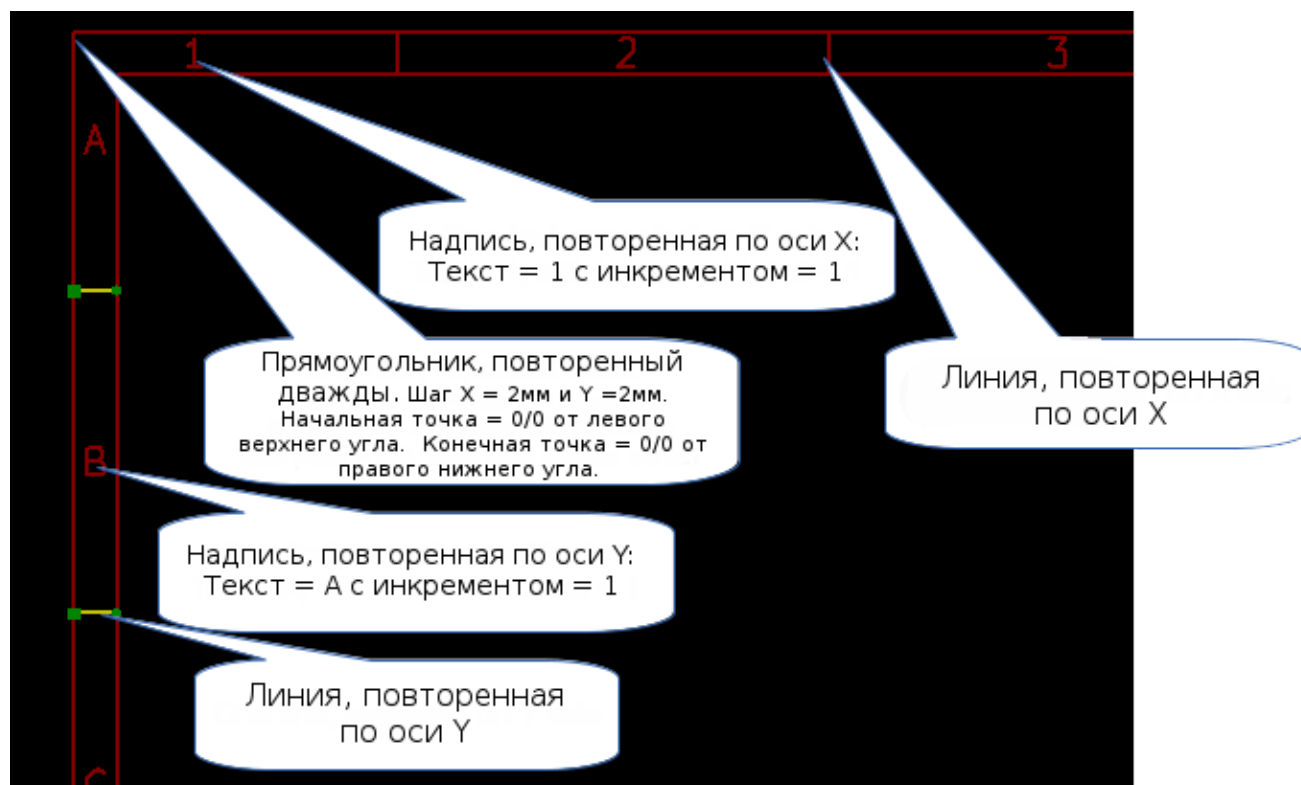 1
2
3
A
Надпись, повторенная по оси X:
Текст = 1 с инкрементом = 1
Прямоугольник, повторенный
дважды. Шаг X = 2мм и Y =2мм.
Начальная точка = 0/0 от левого
верхнего угла. Конечная точка = 0/0 от
правого нижнего угла.
Линия, повторенная
по оси X
B
Надпись, повторенная по оси Y:
Текст = A с инкрементом = 1
Линия, повторенная
по оси Y
C